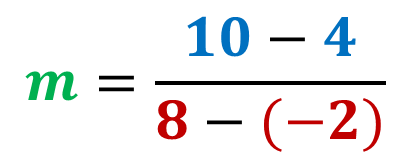 m = (10 − 4) / (8 − (−2))